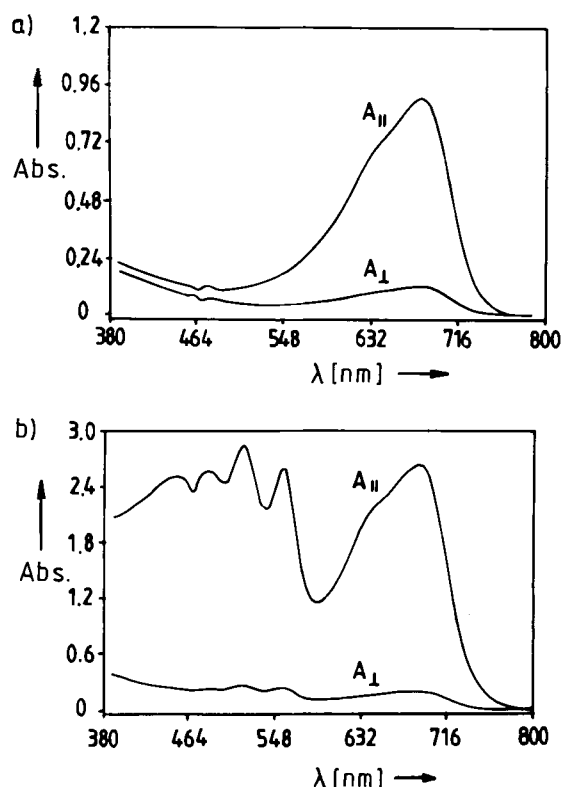 a)
1.2
0.96
0.72
0.48
0.24
0
Abs.
A||
A⊥
380 464 548 632 716 800
λ [nm]
b)
3.0
2.4
1.8
1.2
0.6
0
Abs.
A||
A⊥
380 464 548 632 716 800
λ [nm]